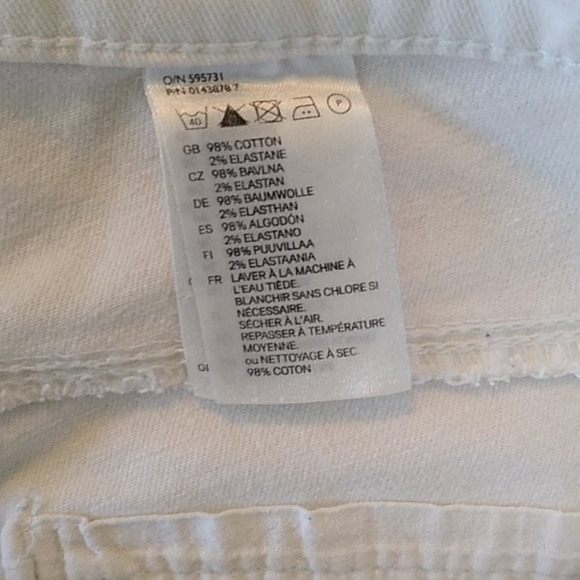 O/N 595731
P/N 0143878 7
40 P
GB 98% COTTON
2% ELASTANE
CZ 98% BAVLNA
2% ELASTAN
DE 98% BAUMWOLLE
2% ELASTHAN
ES 98% ALGODÓN
2% ELASTANO
FI 98% PUUVILLAA
2% ELASTAANIA
FR LAVER À LA MACHINE À
L'EAU TIÈDE.
BLANCHIR SANS CHLORE SI
NÉCESSAIRE.
SÉCHER À L'AIR.
REPASSER À TEMPÉRATURE
MOYENNE.
ou NETTOYAGE À SEC
98% COTON